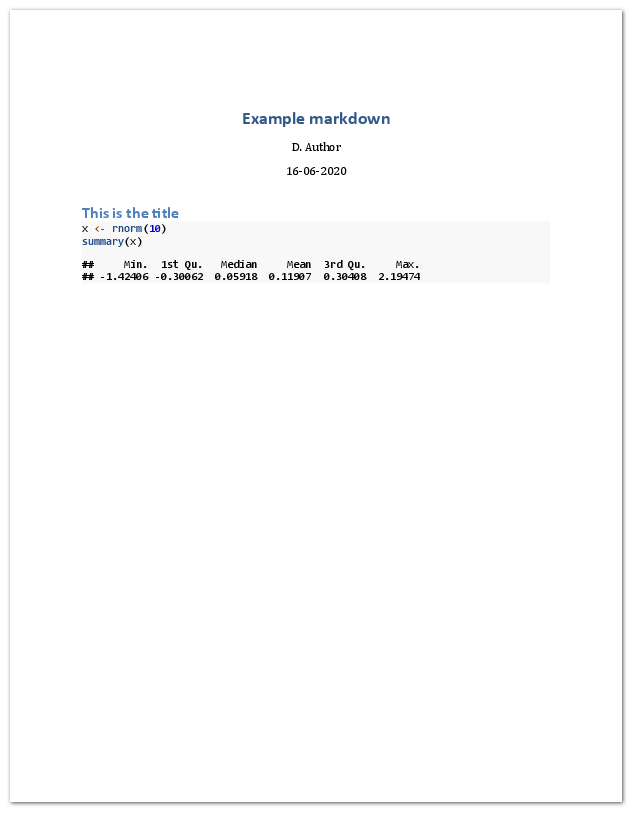 Example markdown
D. Author
16-06-2020
This is the title
x <- rnorm(10)
summary(x)
##     Min.  1st Qu.   Median     Mean  3rd Qu.     Max.
## -1.42406 -0.30062  0.05918  0.11907  0.30408  2.19474